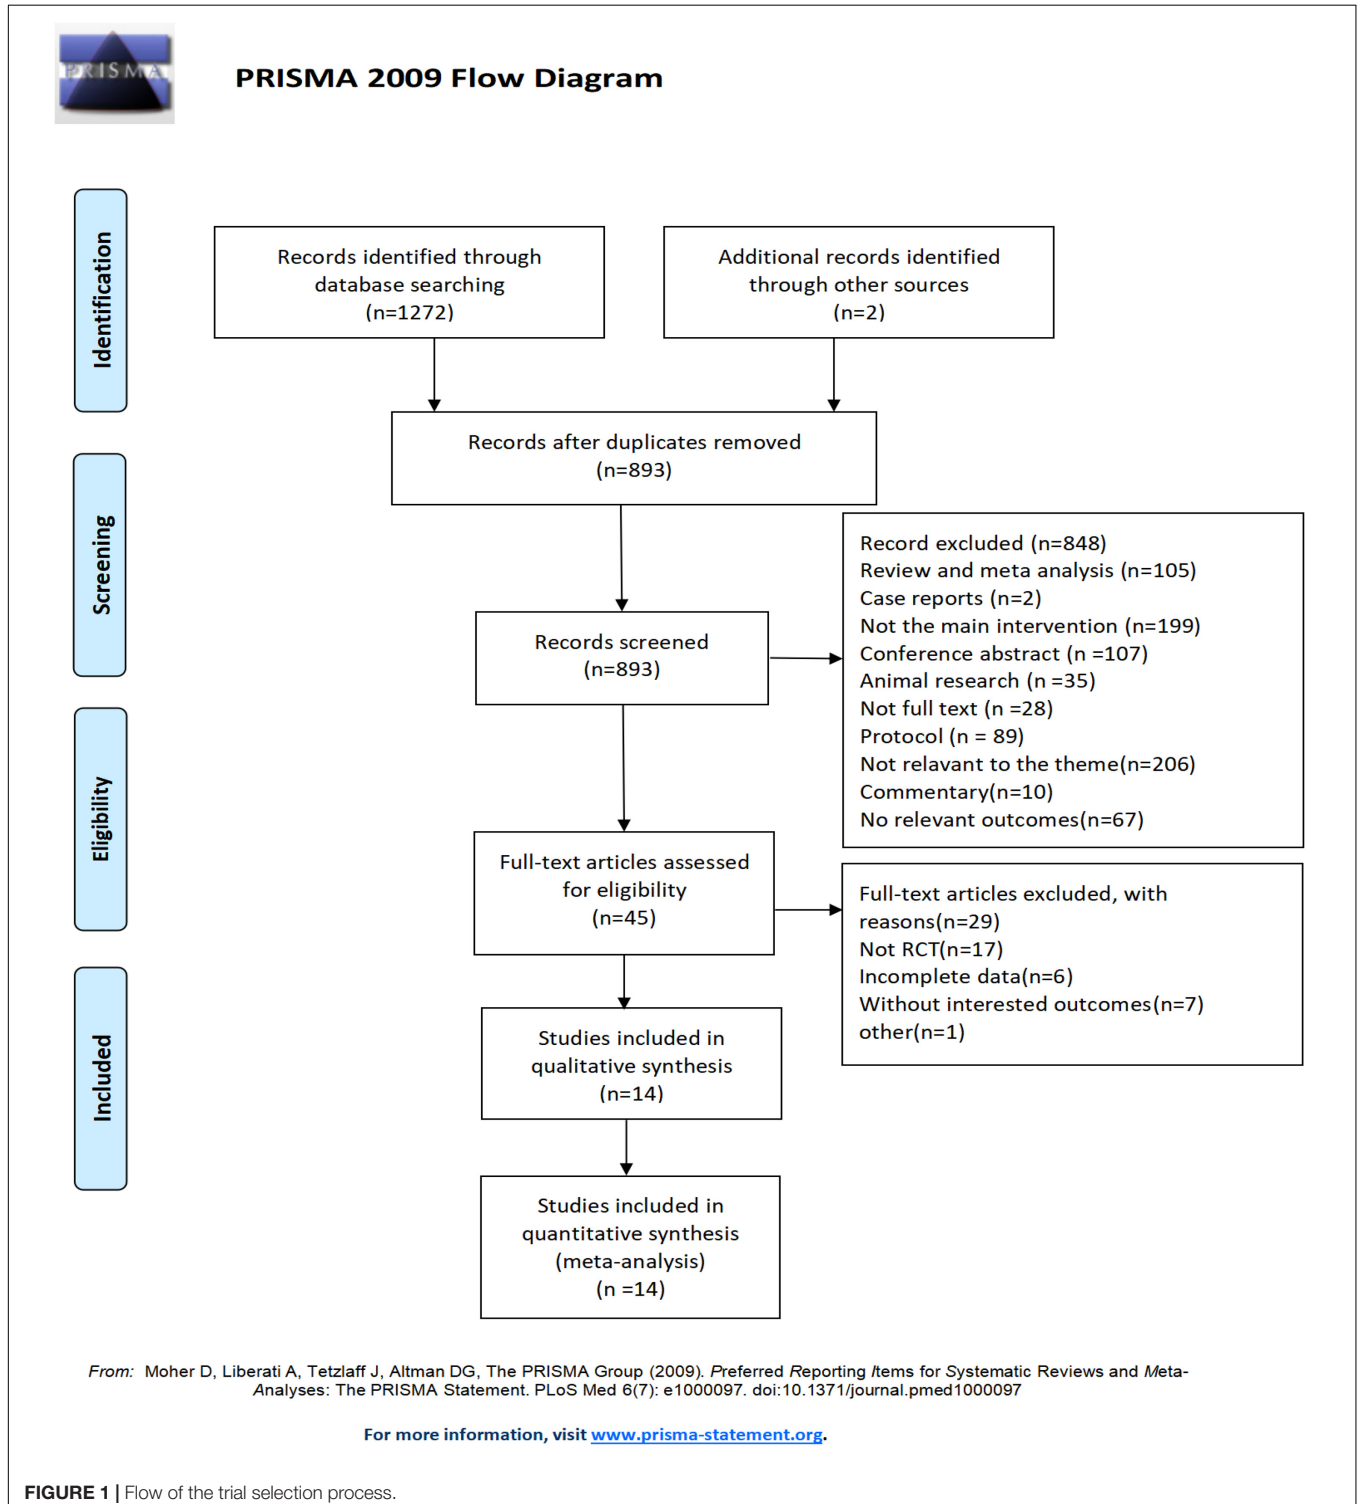 PRISMA
PRISMA 2009 Flow Diagram
Identification
Records identified through
database searching
(n=1272)
Additional records identified
through other sources
(n=2)
Records after duplicates removed
(n=893)
Screening
Records screened
(n=893)
Record excluded (n=848)
Review and meta analysis (n=105)
Case reports (n=2)
Not the main intervention (n=199)
Conference abstract (n =107)
Animal research (n =35)
Not full text (n =28)
Protocol (n = 89)
Not relavant to the theme(n=206)
Commentary(n=10)
No relevant outcomes(n=67)
Eligibility
Full-text articles assessed
for eligibility
(n=45)
Full-text articles excluded, with
reasons(n=29)
Not RCT(n=17)
Incomplete data(n=6)
Without interested outcomes(n=7)
other(n=1)
Included
Studies included in
qualitative synthesis
(n=14)
Studies included in
quantitative synthesis
(meta-analysis)
(n =14)
From: Moher D, Liberati A, Tetzlaff J, Altman DG, The PRISMA Group (2009). Preferred Reporting Items for Systematic Reviews and Meta-
Analyses: The PRISMA Statement. PLoS Med 6(7): e1000097. doi:10.1371/journal.pmed1000097
For more information, visit www.prisma-statement.org.
FIGURE 1 | Flow of the trial selection process.